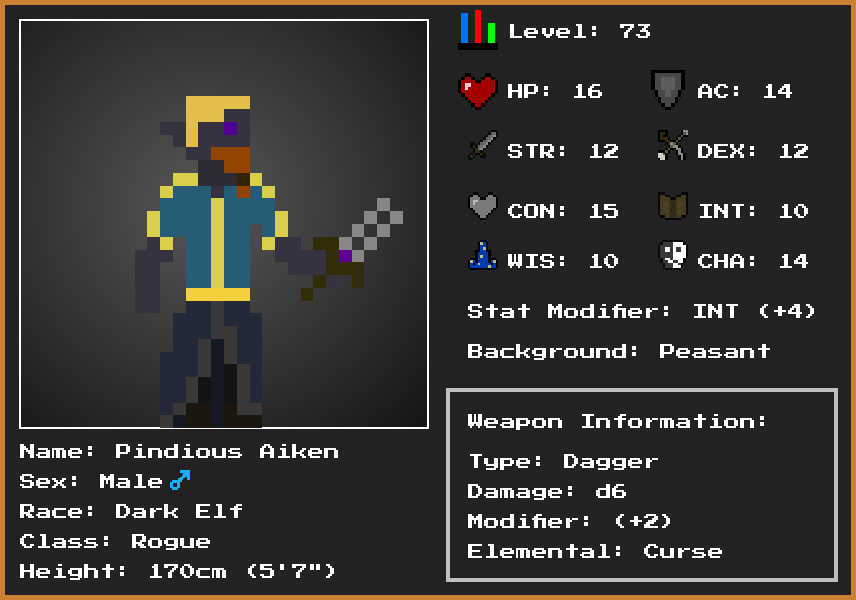 Level: 73
HP: 16
AC: 14
STR: 12
DEX: 12
CON: 15
INT: 10
WIS: 10
CHA: 14
Stat Modifier: INT (+4)
Background: Peasant
Weapon Information:
Type: Dagger
Damage: d6
Modifier: (+2)
Elemental: Curse
Name: Pindious Aiken
Sex: Male♂
Race: Dark Elf
Class: Rogue
Height: 170cm (5'7")